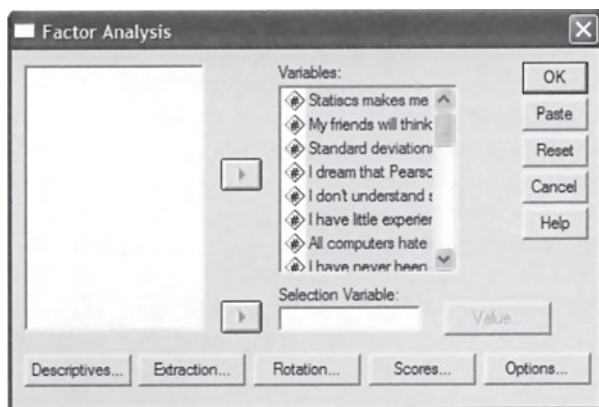 Factor Analysis
Variables:
Statiscs makes me
My friends will think
Standard deviation
I dream that Pearso
I don't understand s
I have little experier
All computers hate
I have never been
Selection Variable:
Value...
OK
Paste
Reset
Cancel
Help
Descriptives...
Extraction...
Rotation...
Scores...
Options...